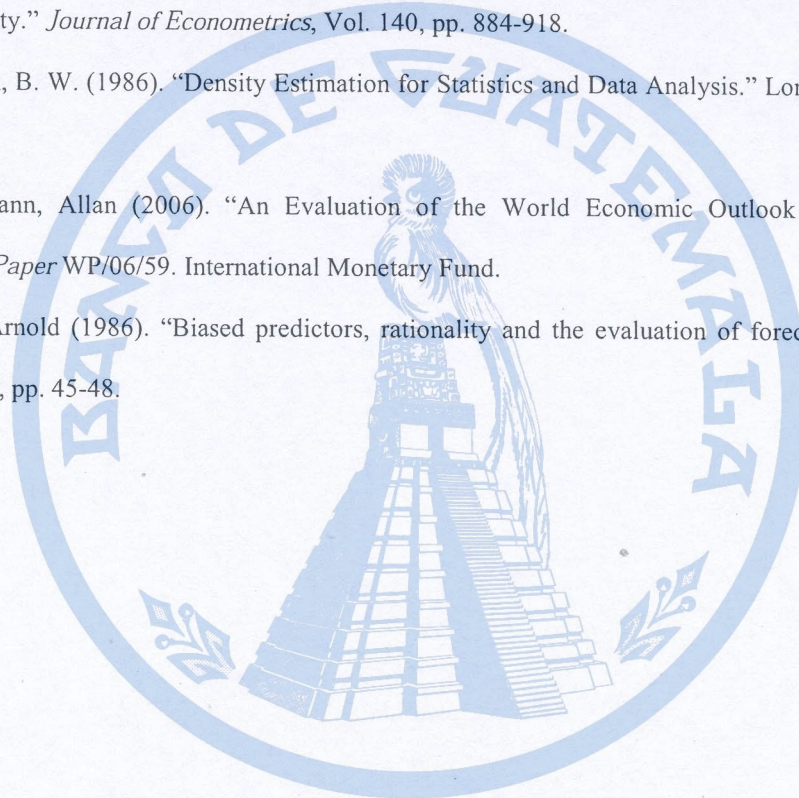 ty.” Journal of Econometrics, Vol. 140, pp. 884-918.
, B. W. (1986). “Density Estimation for Statistics and Data Analysis.” Lon
ann, Allan (2006). “An Evaluation of the World Economic Outlook
Paper WP/06/59. International Monetary Fund.
Arnold (1986). “Biased predictors, rationality and the evaluation of forec
, pp. 45-48.
BANCA DE GUATEMALA